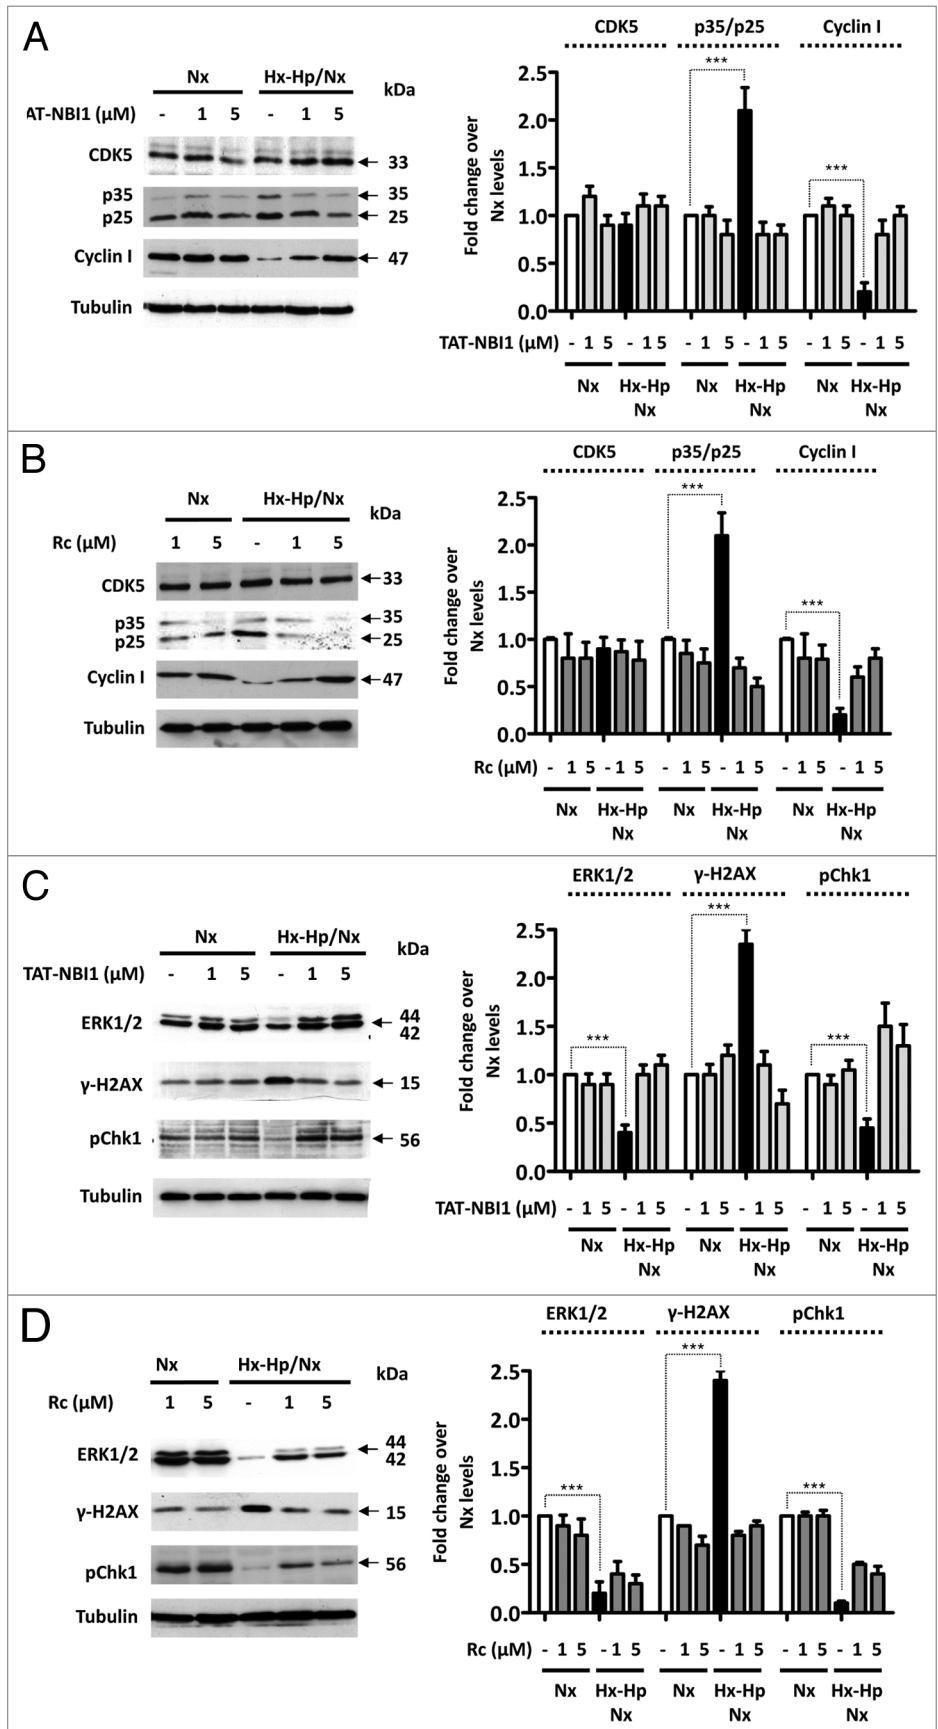 A
CDK5 p35/p25 Cyclin I
Nx Hx-Hp/Nx kDa
AT-NBI1 (µM) - 1 5 - 1 5
CDK5 33
p35 35
p25 25
Cyclin I 47
Tubulin
Fold change over
Nx levels
2.5
2.0
1.5
1.0
0.5
0.0
*** ***
TAT-NBI1 (µM) - 1 5 - 1 5 - 1 5 - 1 5 - 1 5 - 1 5
Nx Hx-Hp Nx Hx-Hp Nx Hx-Hp
Nx Nx Nx
B
CDK5 p35/p25 Cyclin I
Nx Hx-Hp/Nx kDa
Rc (µM) 1 5 - 1 5
CDK5 33
p35 35
p25 25
Cyclin I 47
Tubulin
Fold change over
Nx levels
2.5
2.0
1.5
1.0
0.5
0.0
*** ***
Rc (µM) - 1 5 - 1 5 - 1 5 - 1 5 - 1 5 - 1 5
Nx Hx-Hp Nx Hx-Hp Nx Hx-Hp
Nx Nx Nx
C
ERK1/2 γ-H2AX pChk1
Nx Hx-Hp/Nx kDa
TAT-NBI1 (µM) - 1 5 - 1 5
ERK1/2 44
42
γ-H2AX 15
pChk1 56
Tubulin
Fold change over
Nx levels
2.5
2.0
1.5
1.0
0.5
0.0
*** *** ***
TAT-NBI1 (µM) - 1 5 - 1 5 - 1 5 - 1 5 - 1 5 - 1 5
Nx Hx-Hp Nx Hx-Hp Nx Hx-Hp
Nx Nx Nx
D
ERK1/2 γ-H2AX pChk1
Nx Hx-Hp/Nx kDa
Rc (µM) 1 5 - 1 5
ERK1/2 44
42
γ-H2AX 15
pChk1 56
Tubulin
Fold change over
Nx levels
2.5
2.0
1.5
1.0
0.5
0.0
*** *** ***
Rc (µM) - 1 5 - 1 5 - 1 5 - 1 5 - 1 5 - 1 5
Nx Hx-Hp Nx Hx-Hp Nx Hx-Hp
Nx Nx Nx